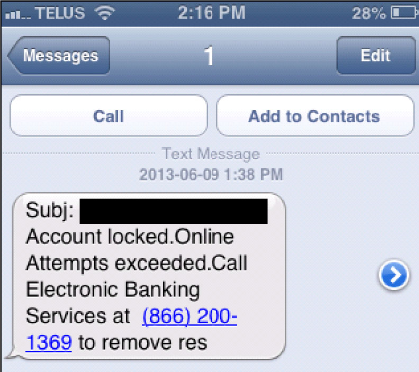 TELUS 2:16 PM 28%
Messages 1 Edit
Call Add to Contacts
Text Message
2013-06-09 1:38 PM
Subj:
Account locked.Online
Attempts exceeded.Call
Electronic Banking
Services at (866) 200-
1369 to remove res